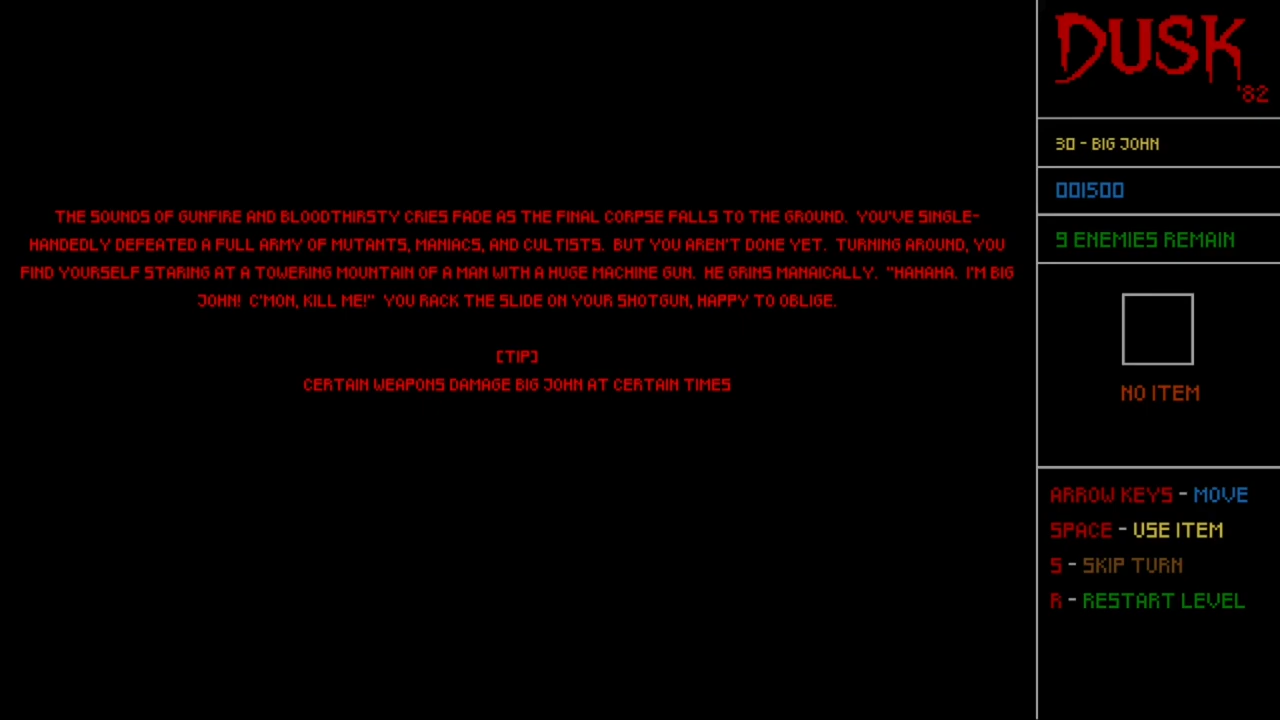 THE SOUNDS OF GUNFIRE AND BLOODTHIRSTY CRIES FADE AS THE FINAL CORPSE FALLS TO THE GROUND.  YOU'VE SINGLE-
HANDEDLY DEFEATED A FULL ARMY OF MUTANTS, MANIACS, AND CULTISTS.  BUT YOU AREN'T DONE YET.  TURNING AROUND, YOU
FIND YOURSELF STARING AT A TOWERING MOUNTAIN OF A MAN WITH A HUGE MACHINE GUN.  HE GRINS MANAICALLY.  "HAHAHA.  I'M BIG
JOHN!  C'MON, KILL ME!"  YOU RACK THE SLIDE ON YOUR SHOTGUN, HAPPY TO OBLIGE.
[TIP]
CERTAIN WEAPONS DAMAGE BIG JOHN AT CERTAIN TIMES
DUSK
'82
30 - BIG JOHN
001500
9 ENEMIES REMAIN
NO ITEM
ARROW KEYS - MOVE
SPACE - USE ITEM
S - SKIP TURN
R - RESTART LEVEL